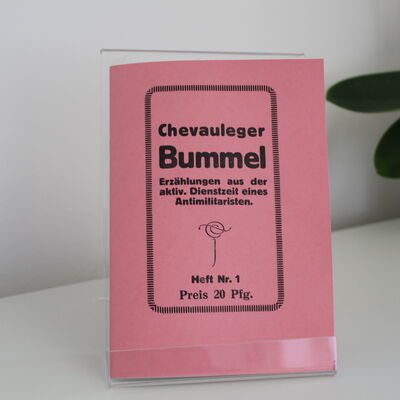 Chevauleger
Bummel
Erzählungen aus der
aktiv. Dienstzeit eines
Antimilitaristen.
Heft Nr. 1
Preis 20 Pfg.